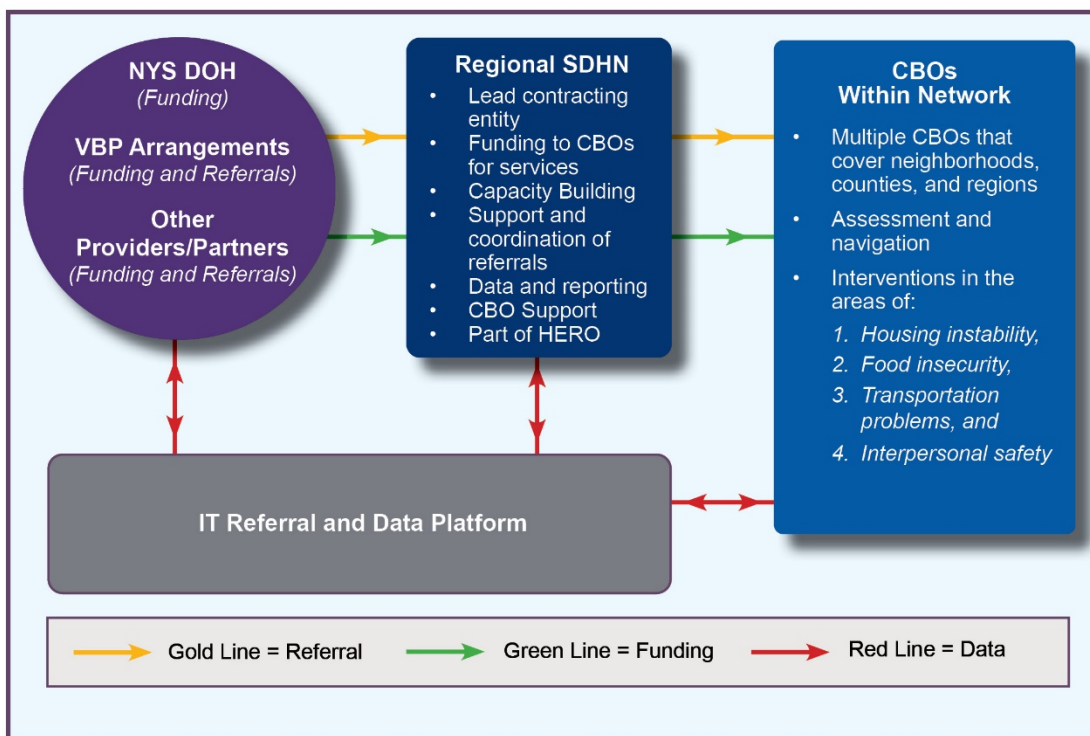 NYS DOH
(Funding)
VBP Arrangements
(Funding and Referrals)
Other
Providers/Partners
(Funding and Referrals)
Regional SDHN
• Lead contracting
entity
• Funding to CBOs
for services
• Capacity Building
• Support and
coordination of
referrals
• Data and reporting
• CBO Support
• Part of HERO
CBOs
Within Network
• Multiple CBOs that
cover neighborhoods,
counties, and regions
• Assessment and
navigation
• Interventions in the
areas of:
1. Housing instability,
2. Food insecurity,
3. Transportation
problems, and
4. Interpersonal safety
IT Referral and Data Platform
Gold Line = Referral
Green Line = Funding
Red Line = Data